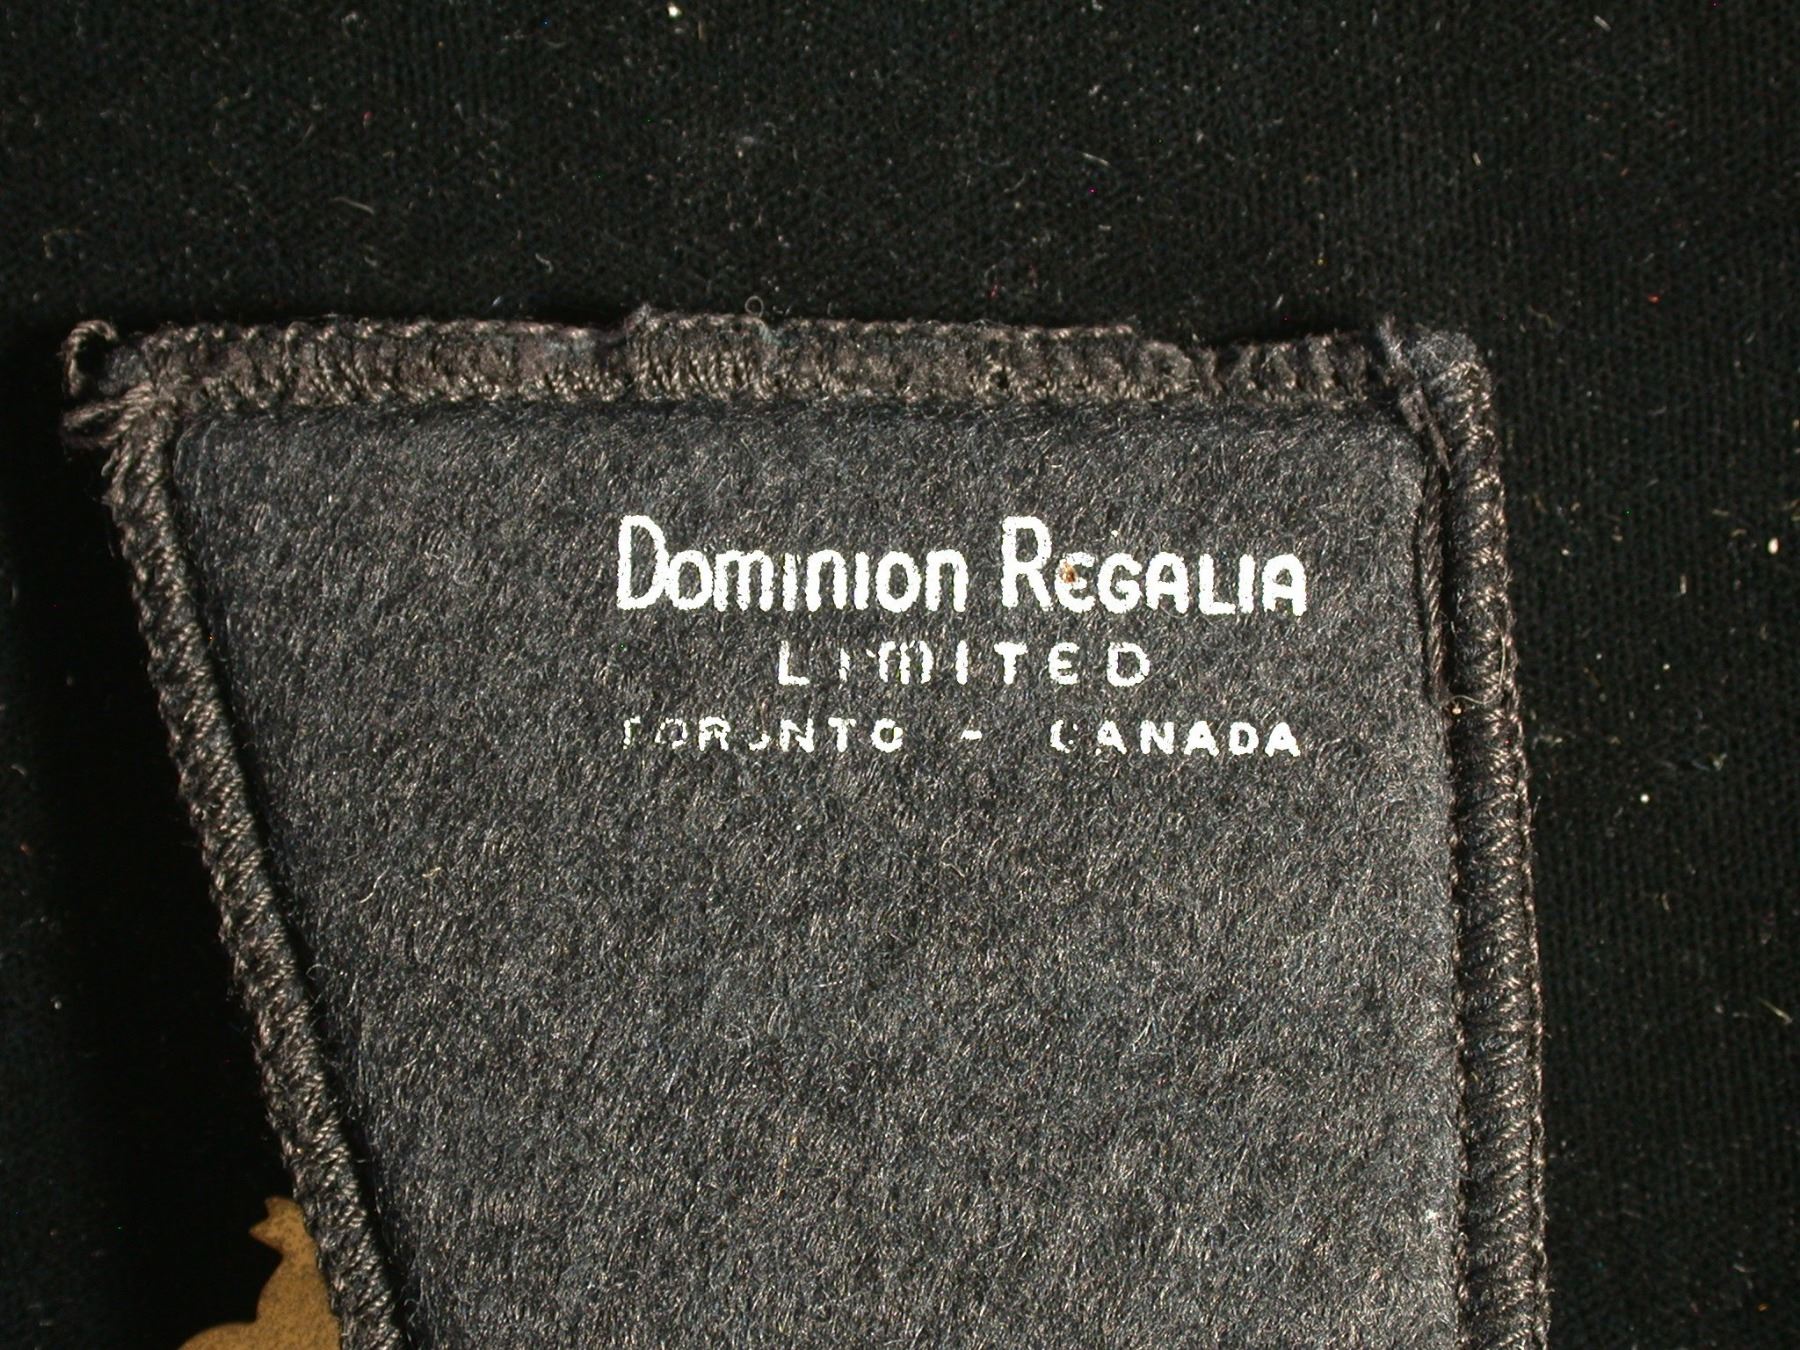 Dominion Regalia
LIMITED
TORONTO - CANADA